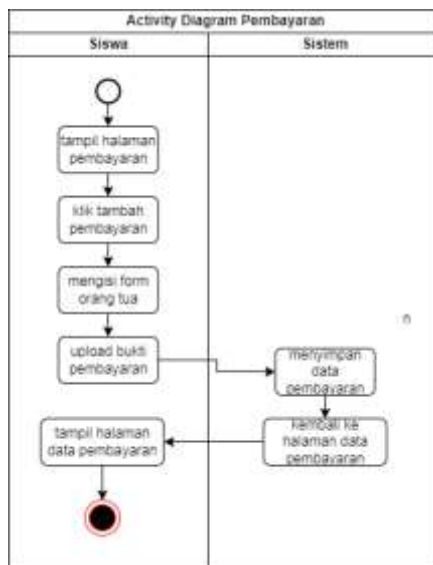 Activity Diagram Pembayaran
Siswa
Sistem
tampil halaman
pembayaran
klik tambah
pembayaran
mengisi form
orang tua
upload bukti
pembayaran
n
menyimpan
data
pembayaran
kembali ke
halaman data
pembayaran
tampil halaman
data pembayaran